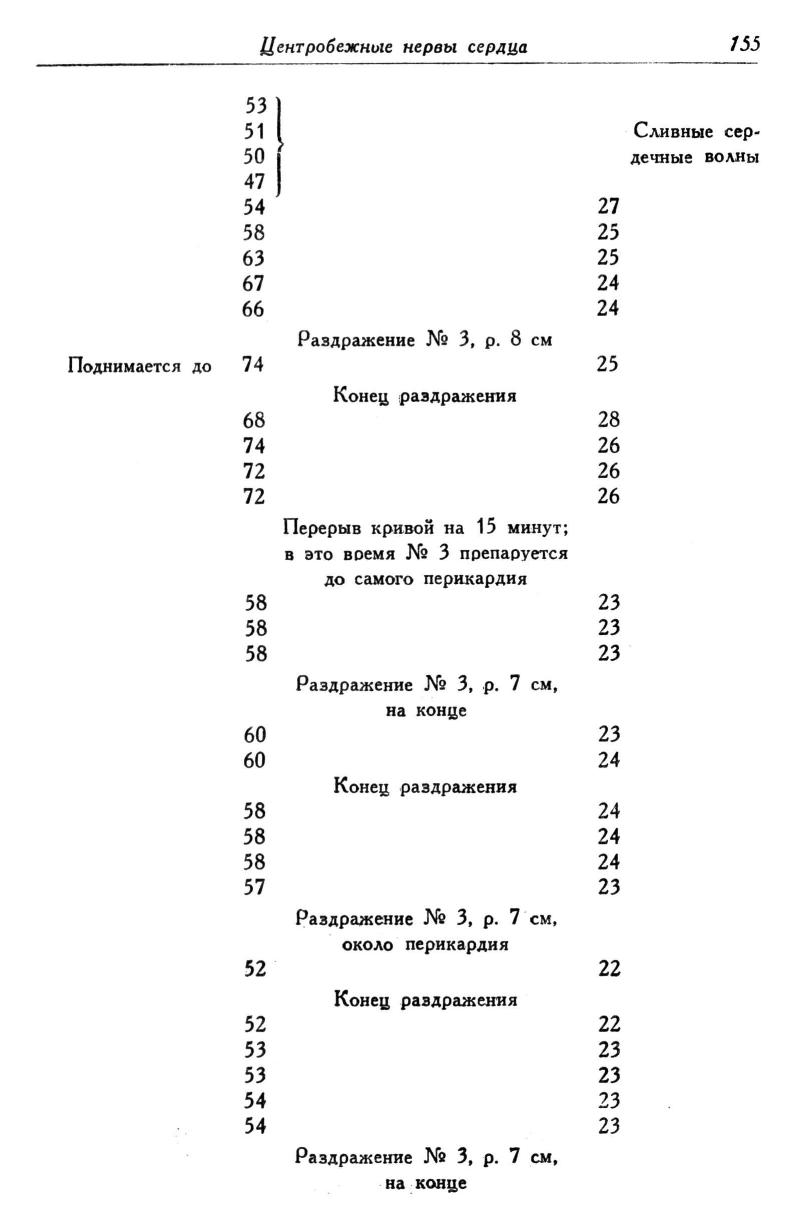 Центробежные нервы сердца 155
53
51 Сливные сер-
50 дечные волны
47
54 27
58 25
63 25
67 24
66 24
Раздражение № 3, р. 8 см
Поднимается до 74 25
Конец раздражения
68 28
74 26
72 26
72 26
Перерыв кривой на 15 минут;
в это время № 3 препаруется
до самого перикардия
58 23
58 23
58 23
Раздражение № 3, р. 7 см,
на конце
60 23
60 24
Конец раздражения
58 24
58 24
58 24
57 23
Раздражение № 3, р. 7 см,
около перикардия
52 22
Конец раздражения
52 22
53 23
53 23
54 23
54 23
Раздражение № 3, р. 7 см,
на конце